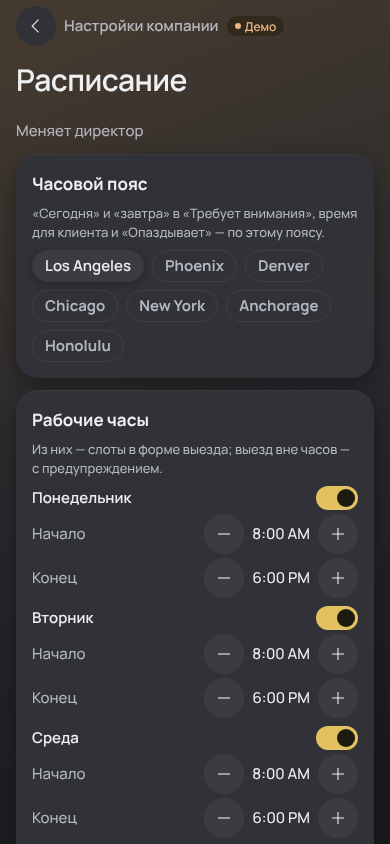 Настройки компании
Демо
Расписание
Меняет директор
Часовой пояс
«Сегодня» и «завтра» в «Требует внимания», время
для клиента и «Опаздывает» — по этому поясу.
Los Angeles Phoenix Denver
Chicago New York Anchorage
Honolulu
Рабочие часы
Из них — слоты в форме выезда; выезд вне часов —
с предупреждением.
Понедельник
Начало − 8:00 AM +
Конец − 6:00 PM +
Вторник
Начало − 8:00 AM +
Конец − 6:00 PM +
Среда
Начало − 8:00 AM +
Конец − 6:00 PM +